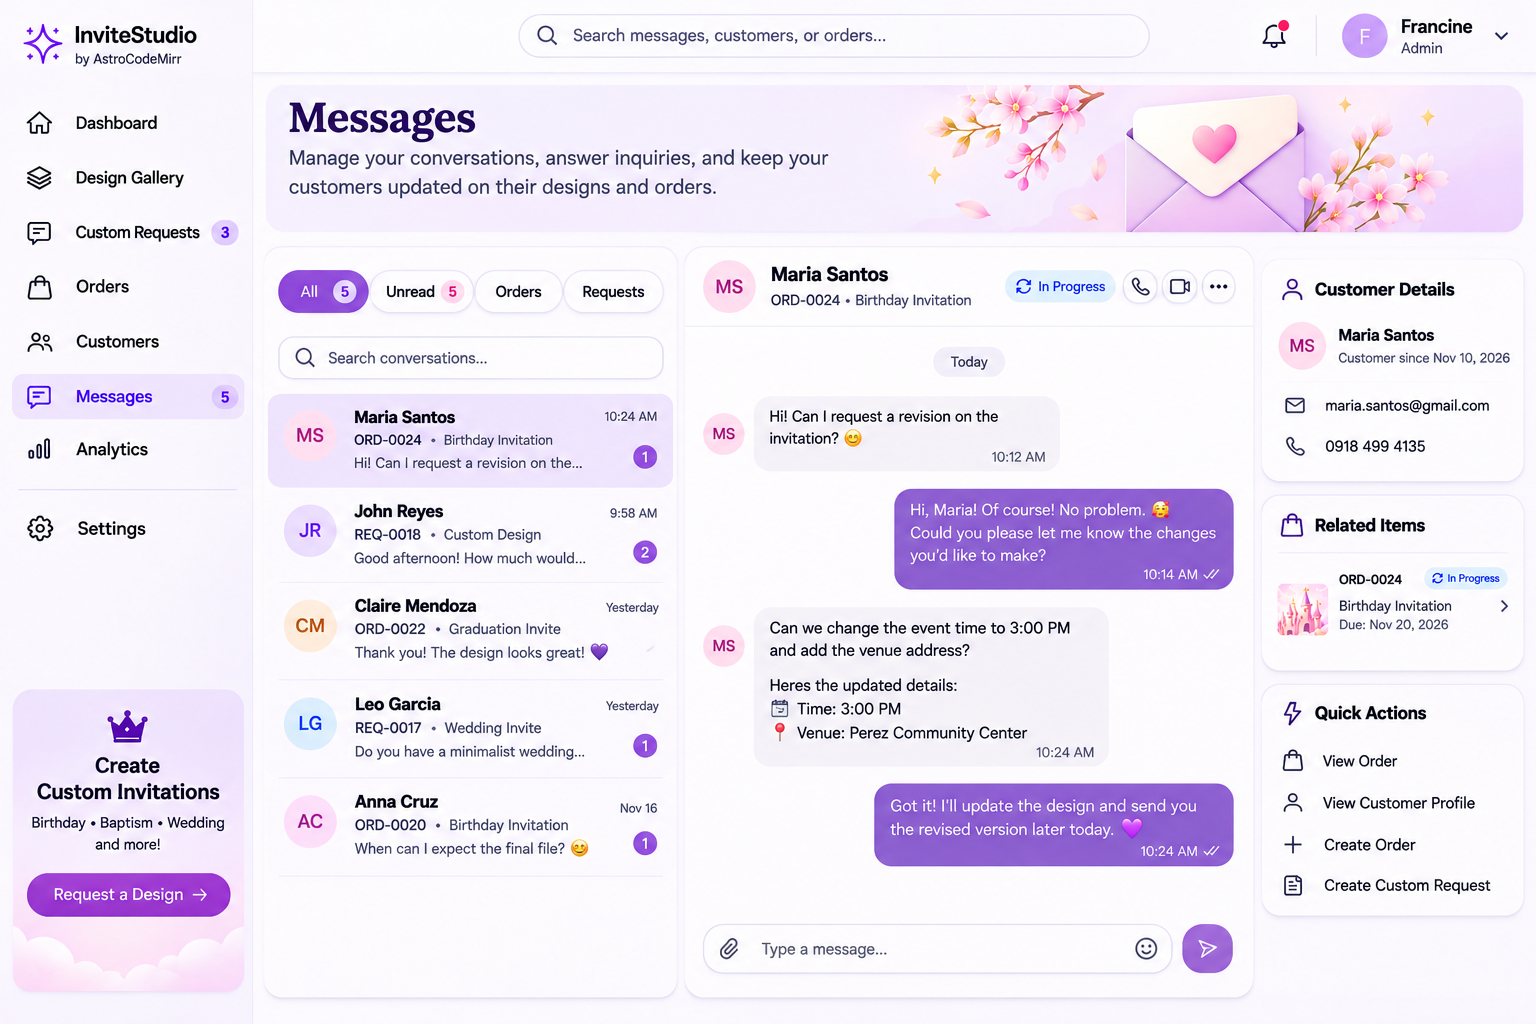 InviteStudio
by AstroCodeMirr
Search messages, customers, or orders...
F
Francine
Admin
Dashboard
Design Gallery
Custom Requests 3
Orders
Customers
Messages 5
Analytics
Settings
Create
Custom Invitations
Birthday • Baptism • Wedding
and more!
Request a Design →
Messages
Manage your conversations, answer inquiries, and keep your
customers updated on their designs and orders.
All 5
Unread 5
Orders
Requests
Search conversations...
MS
Maria Santos 10:24 AM
ORD-0024 • Birthday Invitation
Hi! Can I request a revision on the... 1
JR
John Reyes 9:58 AM
REQ-0018 • Custom Design
Good afternoon! How much would... 2
CM
Claire Mendoza Yesterday
ORD-0022 • Graduation Invite
Thank you! The design looks great! 💜
LG
Leo Garcia Yesterday
REQ-0017 • Wedding Invite
Do you have a minimalist wedding... 1
AC
Anna Cruz Nov 16
ORD-0020 • Birthday Invitation
When can I expect the final file? 😊 1
MS
Maria Santos
ORD-0024 • Birthday Invitation
In Progress
Today
MS
Hi! Can I request a revision on the
invitation? 😊
10:12 AM
Hi, Maria! Of course! No problem. 🥰
Could you please let me know the changes
you'd like to make?
10:14 AM
MS
Can we change the event time to 3:00 PM
and add the venue address?
Heres the updated details:
🗓 Time: 3:00 PM
📍 Venue: Perez Community Center
10:24 AM
Got it! I'll update the design and send you
the revised version later today. 💜
10:24 AM
Type a message...
Customer Details
MS
Maria Santos
Customer since Nov 10, 2026
maria.santos@gmail.com
0918 499 4135
Related Items
ORD-0024 In Progress
Birthday Invitation
Due: Nov 20, 2026
Quick Actions
View Order
View Customer Profile
Create Order
Create Custom Request